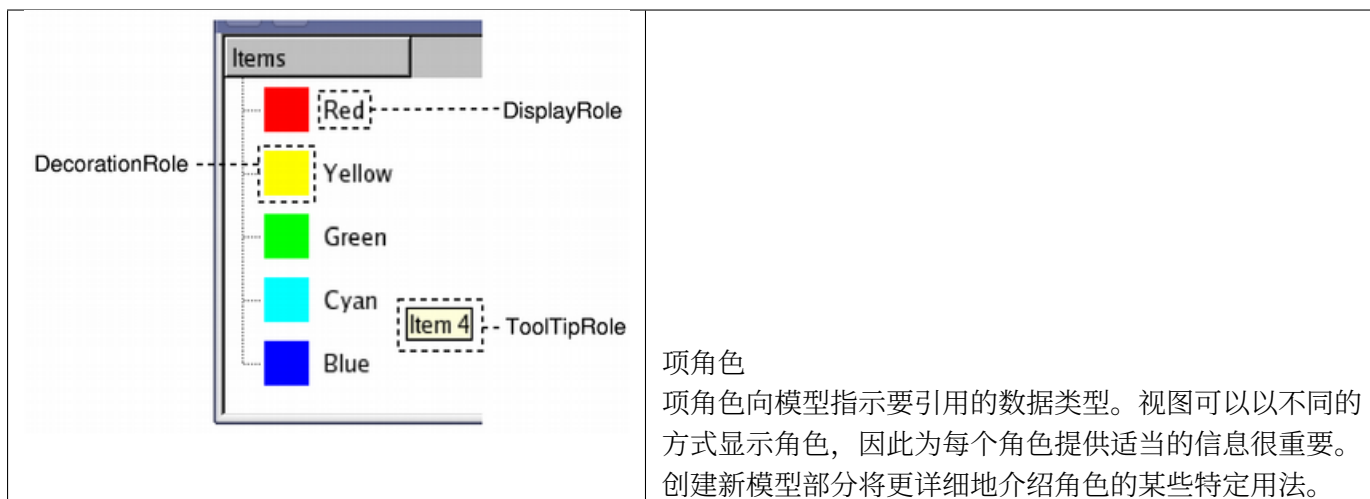 Items
Red
DisplayRole
DecorationRole
Yellow
Green
Cyan
Item 4
ToolTipRole
Blue
项角色
项角色向模型指示要引用的数据类型。视图可以以不同的
方式显示角色，因此为每个角色提供适当的信息很重要。
创建新模型部分将更详细地介绍角色的某些特定用法。